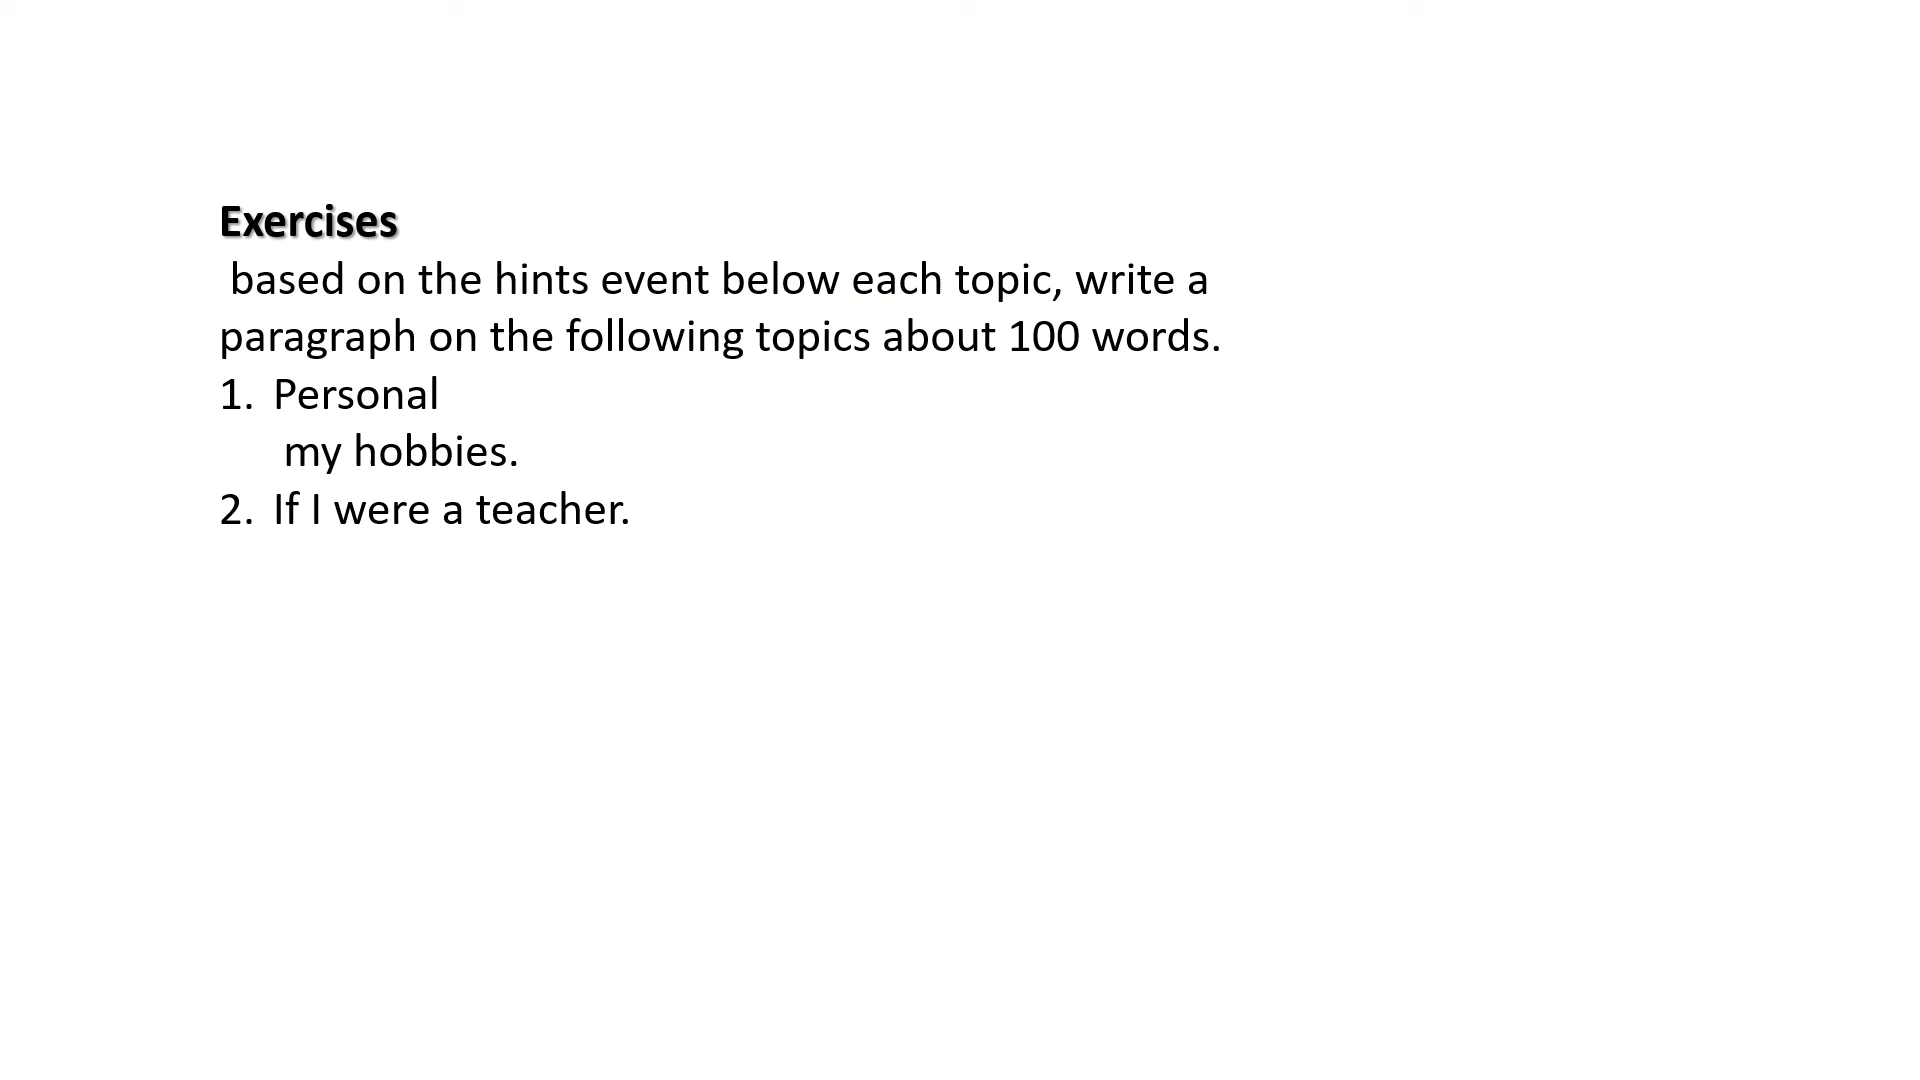 Exercises
based on the hints event below each topic, write a
paragraph on the following topics about 100 words.
1. Personal
my hobbies.
2. If I were a teacher.